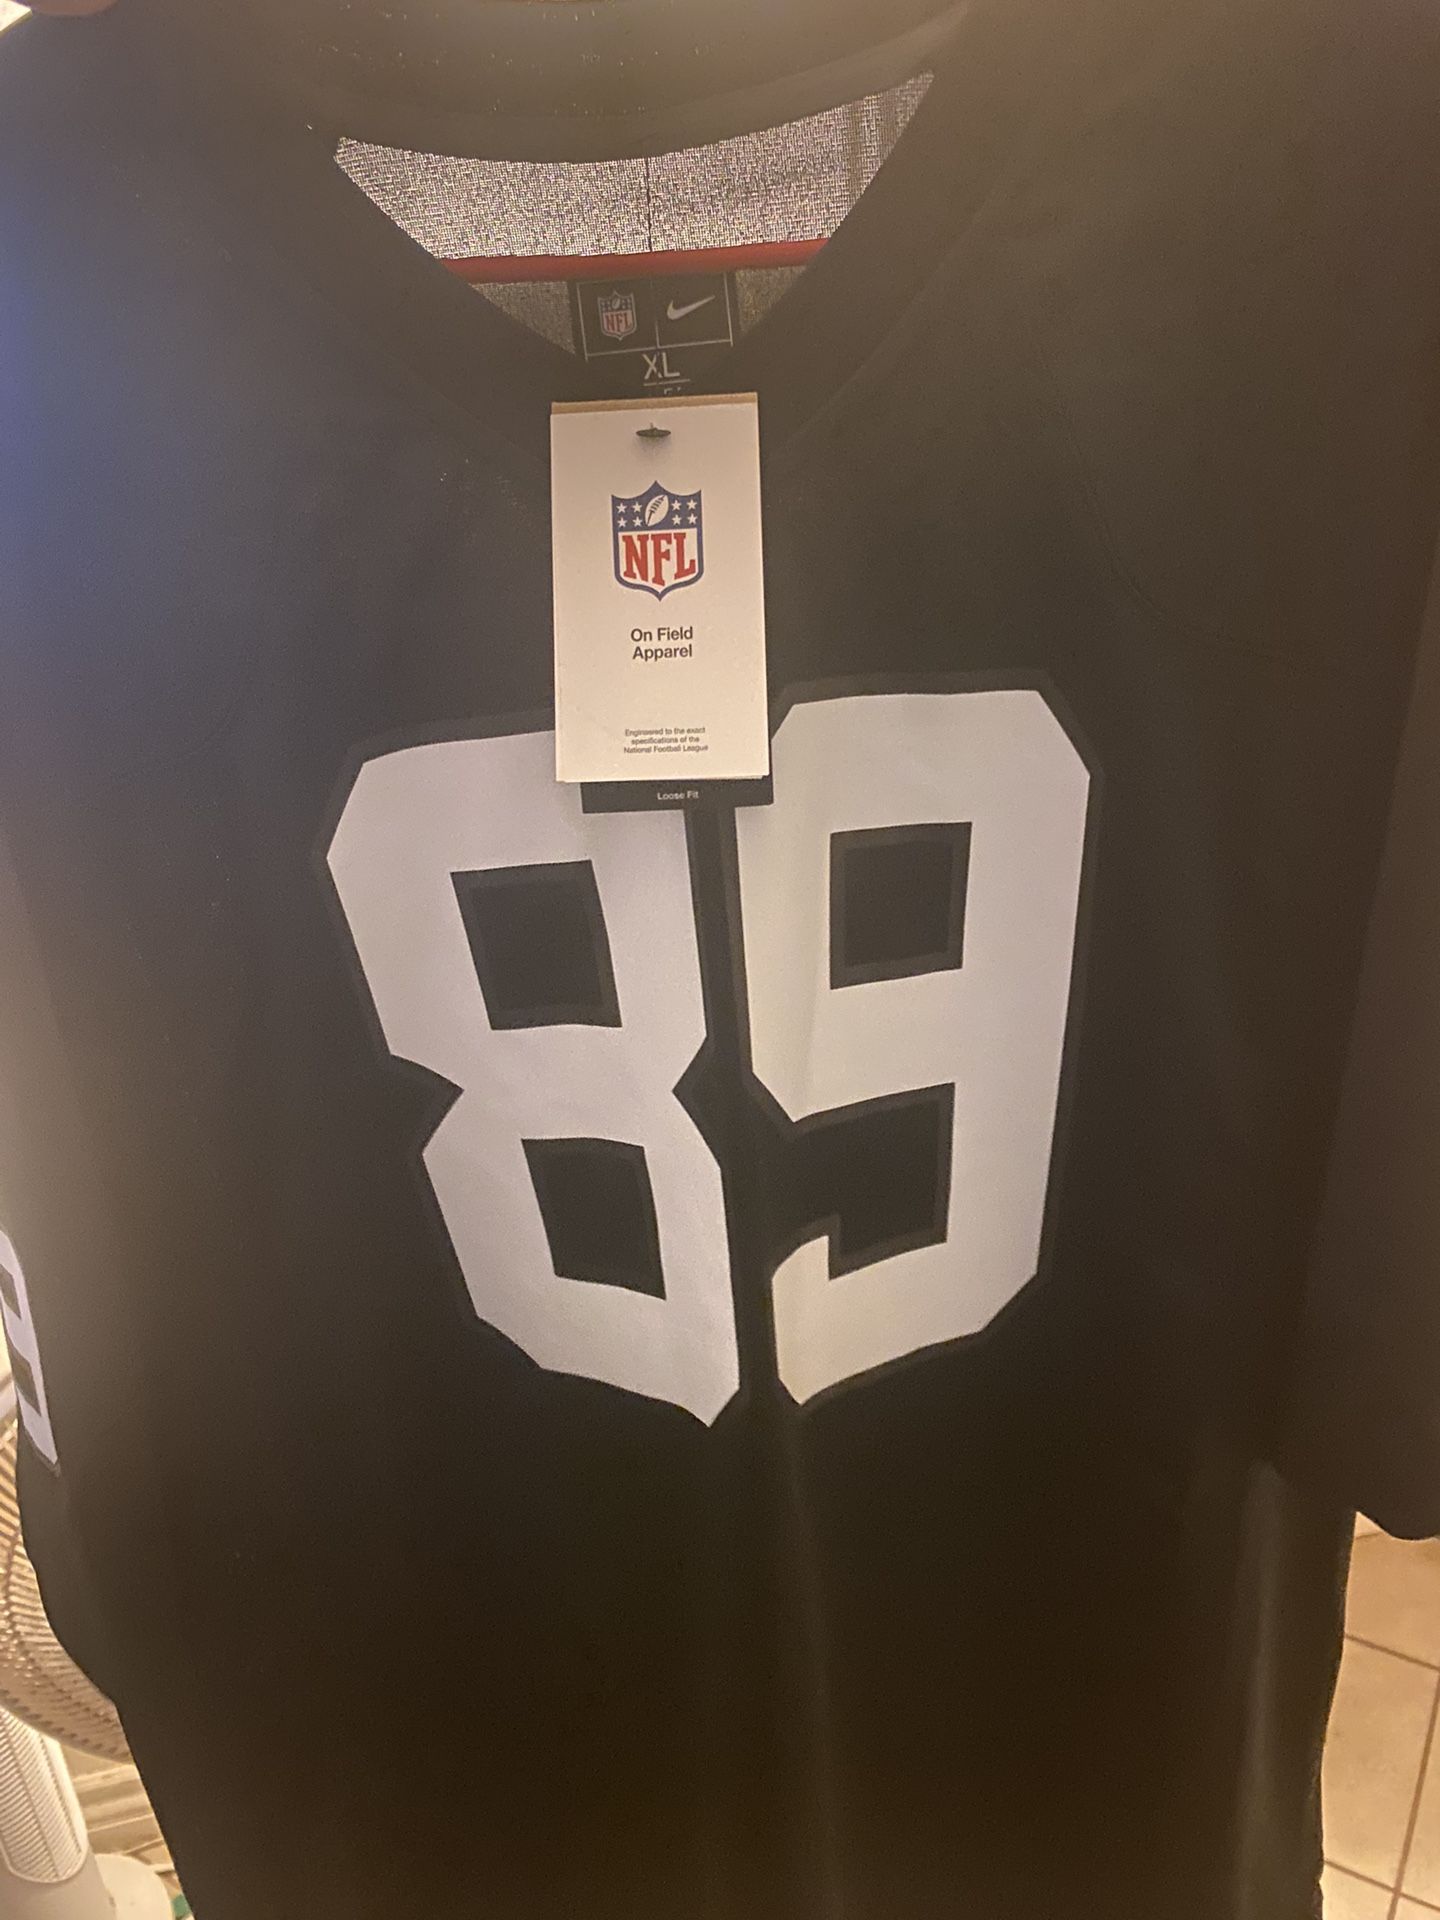 NFL
XL
NFL
On Field
Apparel
Engineered to the exact
specifications of the
National Football League
Loose Fit
89
9